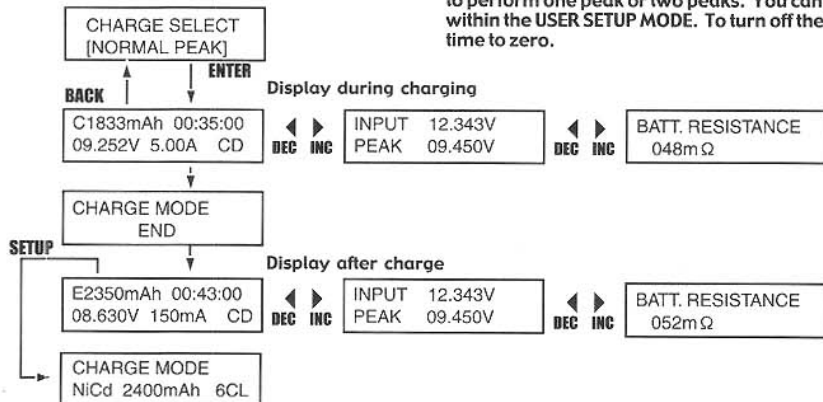 to perform one peak or two peaks. You can
within the USER SETUP MODE. To turn off the
time to zero.
CHARGE SELECT
[NORMAL PEAK]
BACK
ENTER
Display during charging
C1833mAh 00:35:00
09.252V 5.00A CD
DEC INC
INPUT 12.343V
PEAK 09.450V
DEC INC
BATT. RESISTANCE
048mΩ
CHARGE MODE
END
SETUP
Display after charge
E2350mAh 00:43:00
08.630V 150mA CD
DEC INC
INPUT 12.343V
PEAK 09.450V
DEC INC
BATT. RESISTANCE
052mΩ
CHARGE MODE
NiCd 2400mAh 6CL